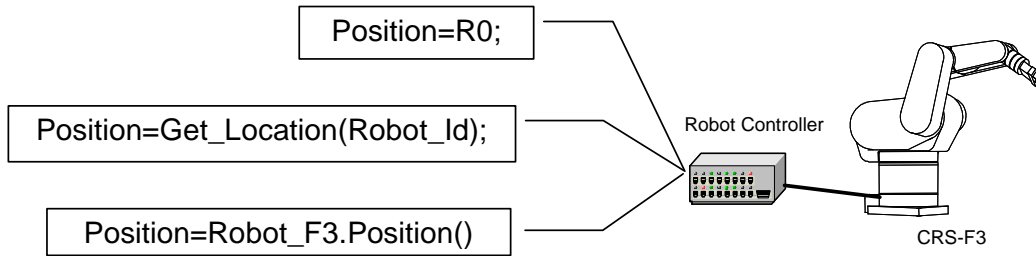 Position=R0;
Position=Get_Location(Robot_Id);
Position=Robot_F3.Position()
Robot Controller
CRS-F3